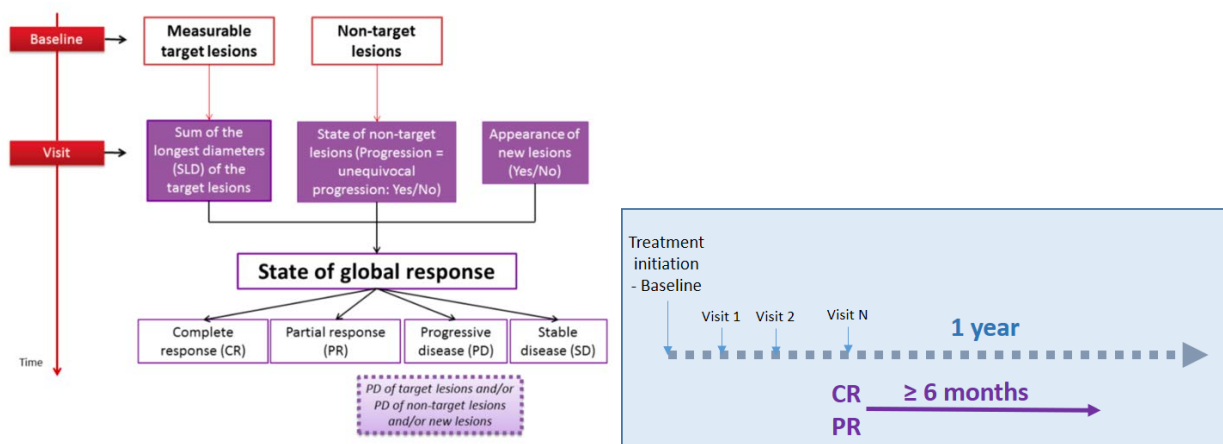 Baseline
Measurable
target lesions
Non-target
lesions
Visit
Sum of the
longest diameters
(SLD) of the
target lesions
State of non-target
lesions (Progression =
unequivocal
progression: Yes/No)
Appearance of
new lesions
(Yes/No)
State of global response
Complete
response (CR)
Partial response
(PR)
Progressive
disease (PD)
Stable
disease (SD)
Time
PD of target lesions and/or
PD of non-target lesions
and/or new lesions
Treatment
initiation
- Baseline
Visit 1
Visit 2
Visit N
1 year
CR
PR
≥ 6 months